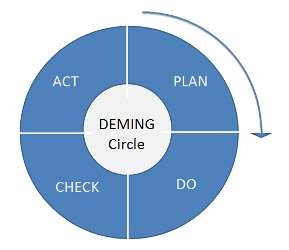 ACT
PLAN
DEMING
Circle
CHECK
DO